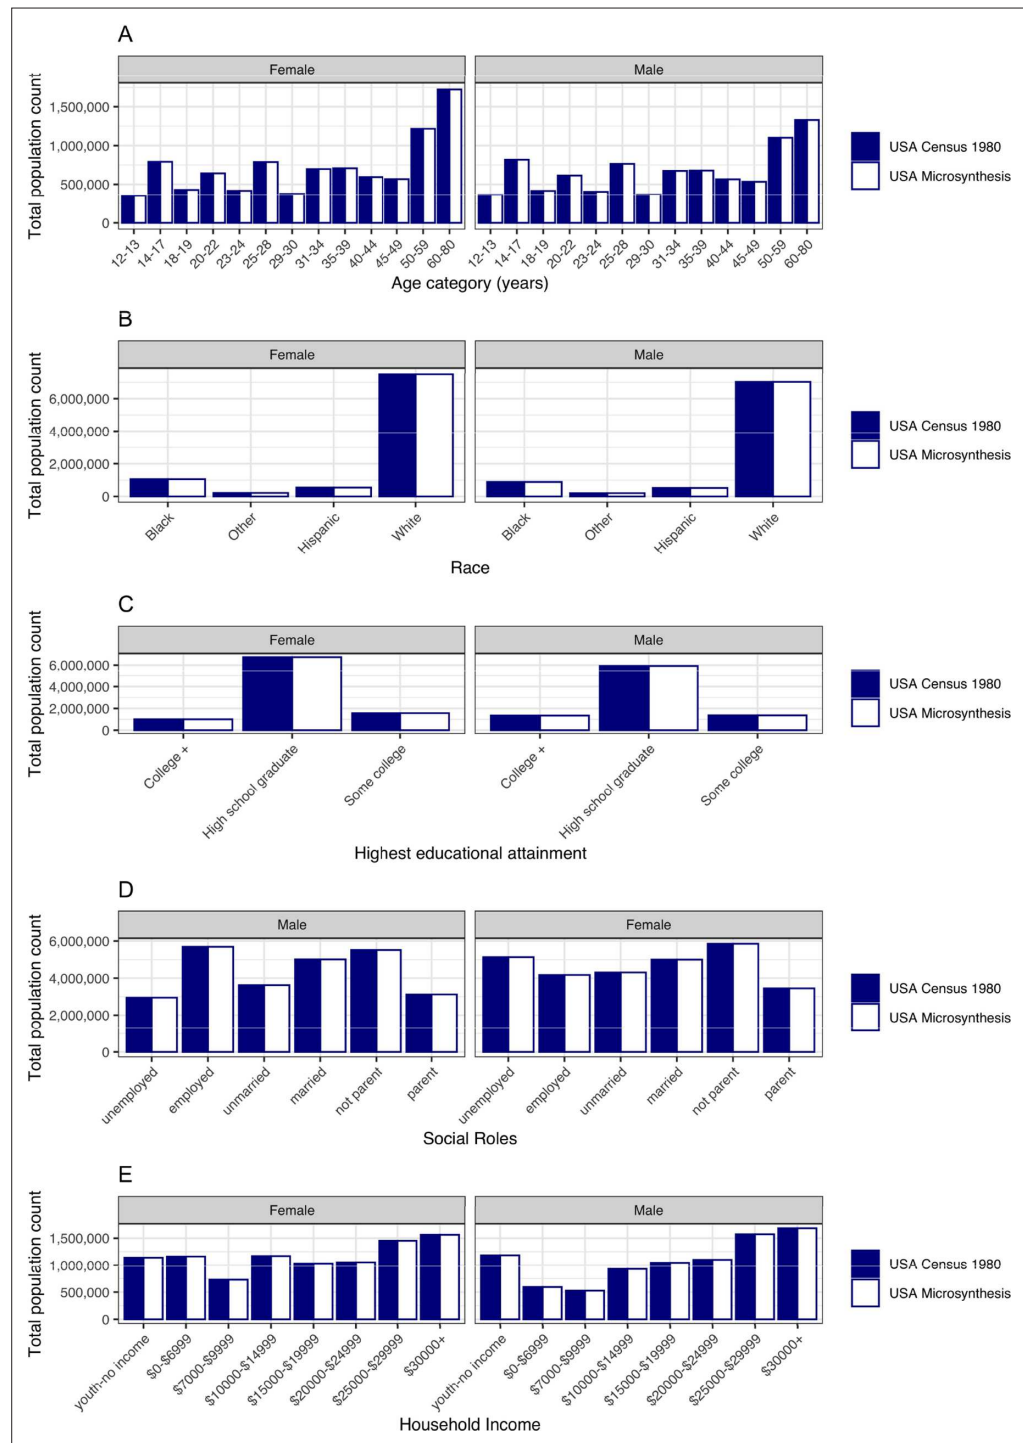 A
Female
Male
Total population count
1,500,000
1,000,000
500,000
0
12-13
14-17
18-19
20-22
23-24
25-28
29-30
31-34
35-39
40-44
45-49
50-59
60-80
12-13
14-17
18-19
20-22
23-24
25-28
29-30
31-34
35-39
40-44
45-49
50-59
60-80
Age category (years)
USA Census 1980
USA Microsynthesis
B
Female
Male
Total population count
6,000,000
4,000,000
2,000,000
0
Black
Other
Hispanic
White
Black
Other
Hispanic
White
Race
USA Census 1980
USA Microsynthesis
C
Female
Male
Total population count
6,000,000
4,000,000
2,000,000
0
College +
High school graduate
Some college
College +
High school graduate
Some college
Highest educational attainment
USA Census 1980
USA Microsynthesis
D
Male
Female
Total population count
6,000,000
4,000,000
2,000,000
0
unemployed
employed
unmarried
married
not parent
parent
unemployed
employed
unmarried
married
not parent
parent
Social Roles
USA Census 1980
USA Microsynthesis
E
Female
Male
Total population count
1,500,000
1,000,000
500,000
0
youth-no income
$0-$6999
$7000-$9999
$10000-$14999
$15000-$19999
$20000-$24999
$25000-$29999
$30000+
youth-no income
$0-$6999
$7000-$9999
$10000-$14999
$15000-$19999
$20000-$24999
$25000-$29999
$30000+
Household Income
USA Census 1980
USA Microsynthesis